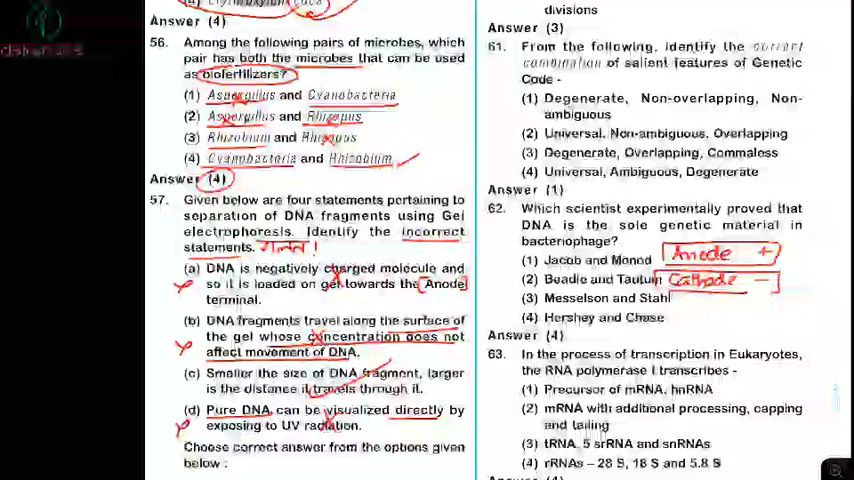 Answer (4)
56. Among the following pairs of microbes, which
pair has both the microbes that can be used
as biofertilizers?
(1) Aspergillus and Cyanobacteria
(2) Aspergillus and Rhizopus
(3) Rhizobium and Rhizopus
(4) Cyanobacteria and Rhizobium
Answer (4)
57. Given below are four statements pertaining to
separation of DNA fragments using Gel
electrophoresis. Identify the incorrect
statements. गलत !
(a) DNA is negatively charged molecule and
so it is loaded on gel towards the Anode
terminal.
(b) DNA fragments travel along the surface of
the gel whose concentration does not
affect movement of DNA.
(c) Smaller the size of DNA fragment, larger
is the distance it travels through it.
(d) Pure DNA can be visualized directly by
exposing to UV radiation.
Choose correct answer from the options given
below :
divisions
Answer (3)
61. From the following, identify the correct
combination of salient features of Genetic
Code -
(1) Degenerate, Non-overlapping, Non-
ambiguous
(2) Universal, Non-ambiguous, Overlapping
(3) Degenerate, Overlapping, Commaless
(4) Universal, Ambiguous, Degenerate
Answer (1)
62. Which scientist experimentally proved that
DNA is the sole genetic material in
bacteriophage?
(1) Jacob and Monod Anode +
(2) Beadle and Tautum Cathode -
(3) Messelson and Stahl
(4) Hershey and Chase
Answer (4)
63. In the process of transcription in Eukaryotes,
the RNA polymerase I transcribes -
(1) Precursor of mRNA, hnRNA
(2) mRNA with additional processing, capping
and tailing
(3) tRNA, 5 srRNA and snRNAs
(4) rRNAs – 28 S, 18 S and 5.8 S